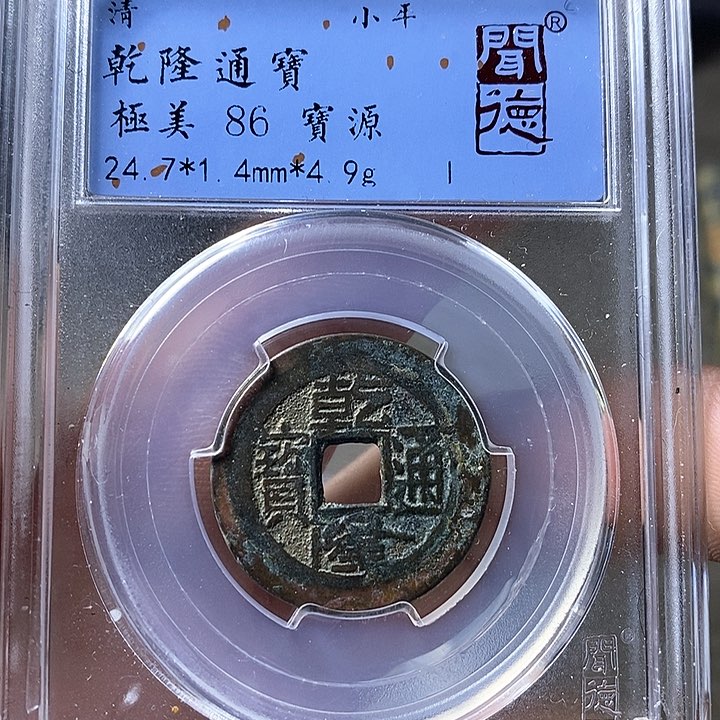 清 小平
乾隆通寶
極美 86 寶源
24.7*1.4mm*4.9g
聞德®
乾隆通寶
聞德